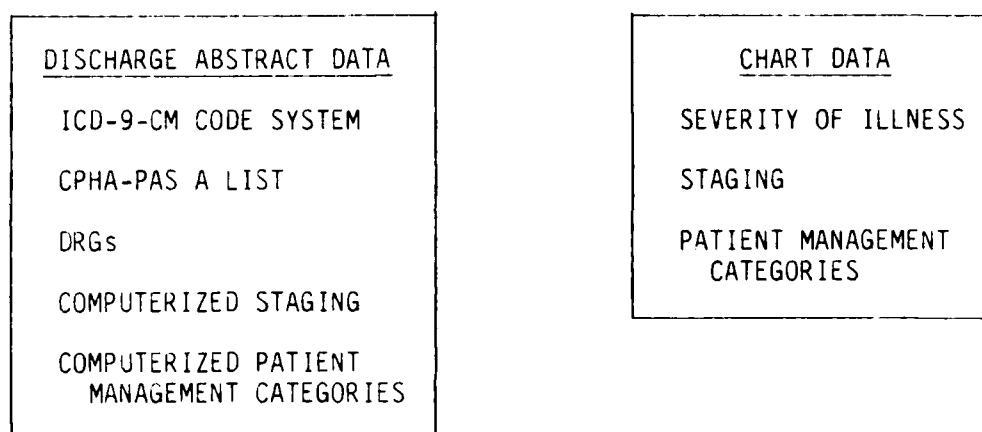 DISCHARGE ABSTRACT DATA
ICD-9-CM CODE SYSTEM
CPHA-PAS A LIST
DRGs
COMPUTERIZED STAGING
COMPUTERIZED PATIENT
MANAGEMENT CATEGORIES
CHART DATA
SEVERITY OF ILLNESS
STAGING
PATIENT MANAGEMENT
CATEGORIES